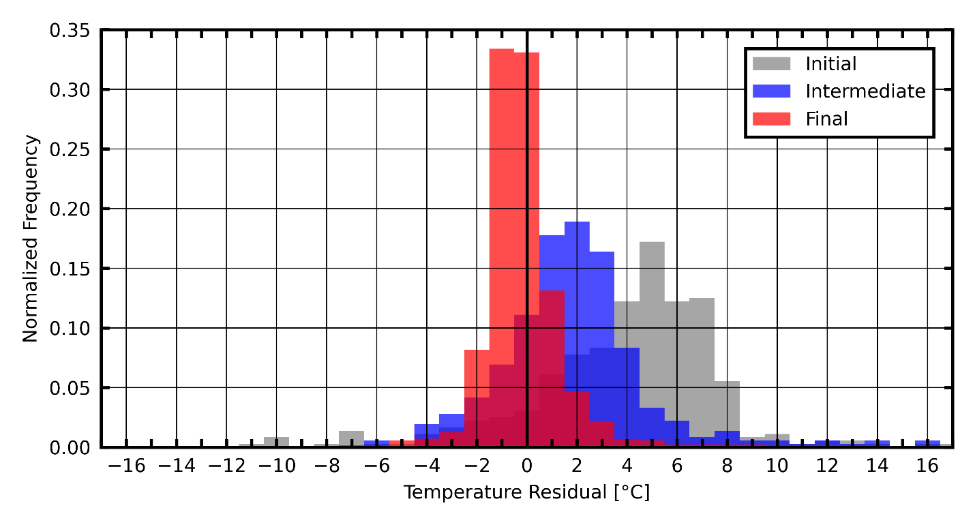 0.35
0.30
0.25
0.20
0.15
0.10
0.05
0.00
Normalized Frequency
Initial
Intermediate
Final
−16 −14 −12 −10 −8 −6 −4 −2 0 2 4 6 8 10 12 14 16
Temperature Residual [°C]